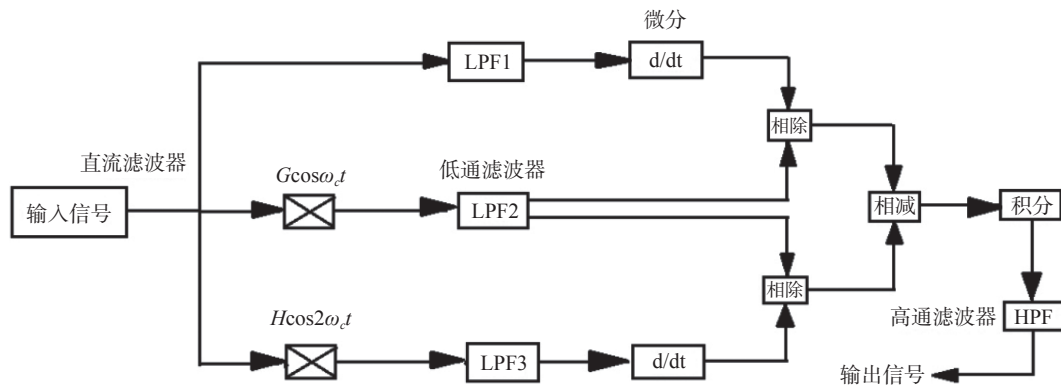 微分
LPF1
d/dt
相除
直流滤波器
Gcosω_ct
低通滤波器
输入信号
LPF2
相减
积分
相除
Hcos2ω_ct
高通滤波器
HPF
LPF3
d/dt
输出信号